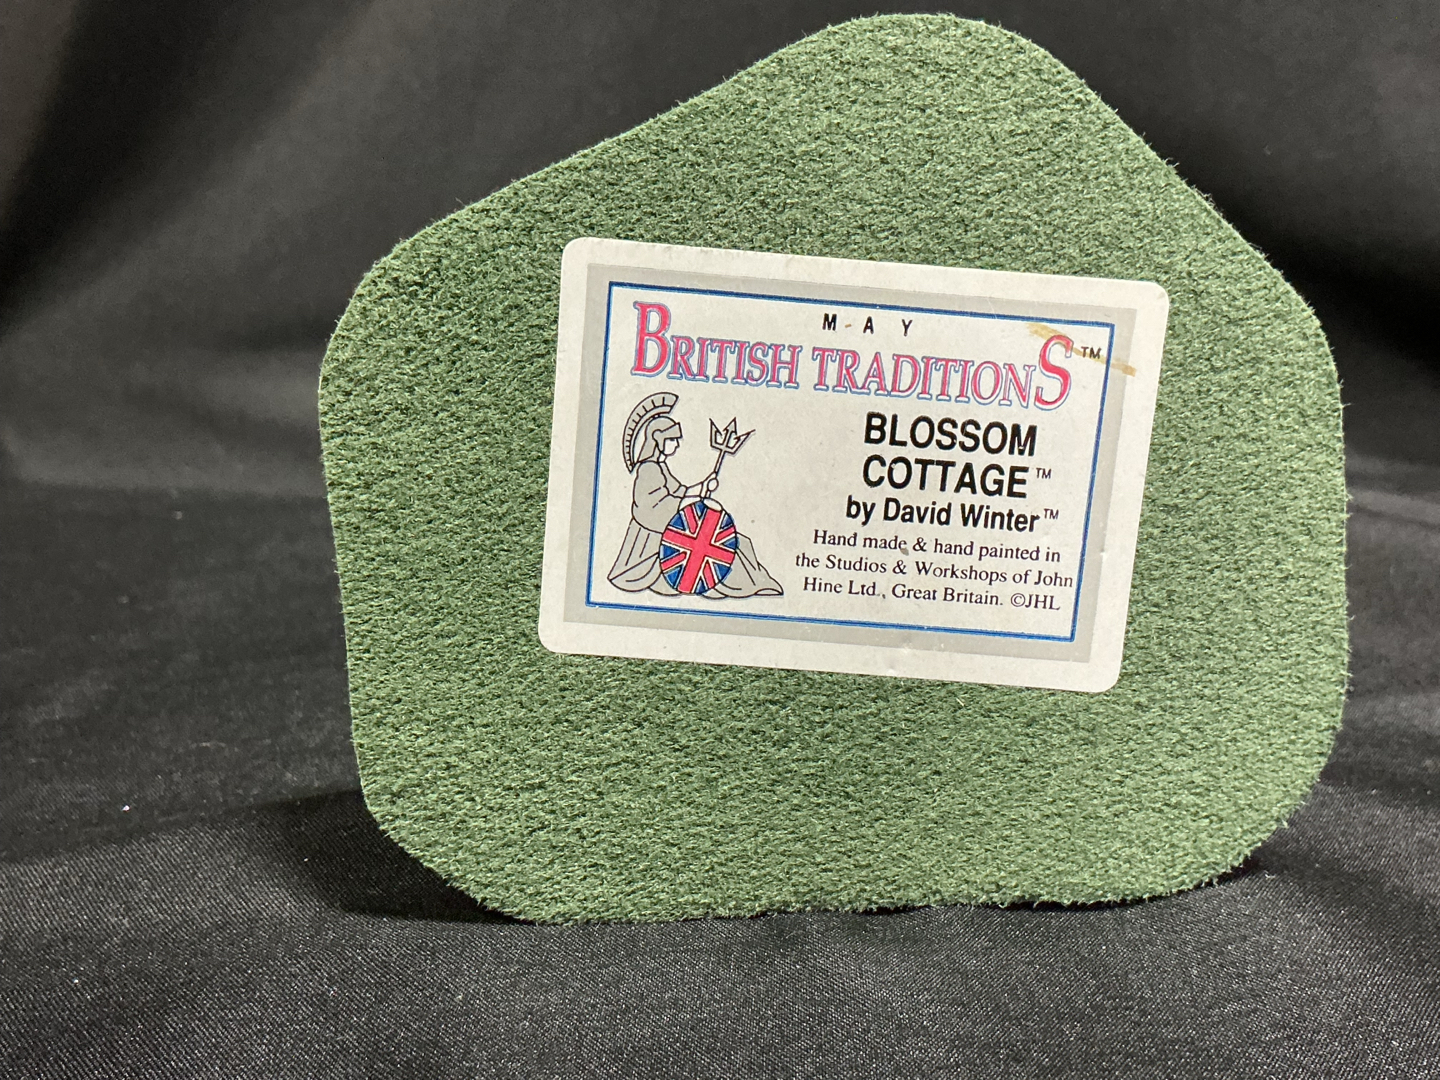 MAY
BRITISH TRADITIONS™
BLOSSOM
COTTAGE™
by David Winter™
Hand made & hand painted in
the Studios & Workshops of John
Hine Ltd., Great Britain. ©JHL